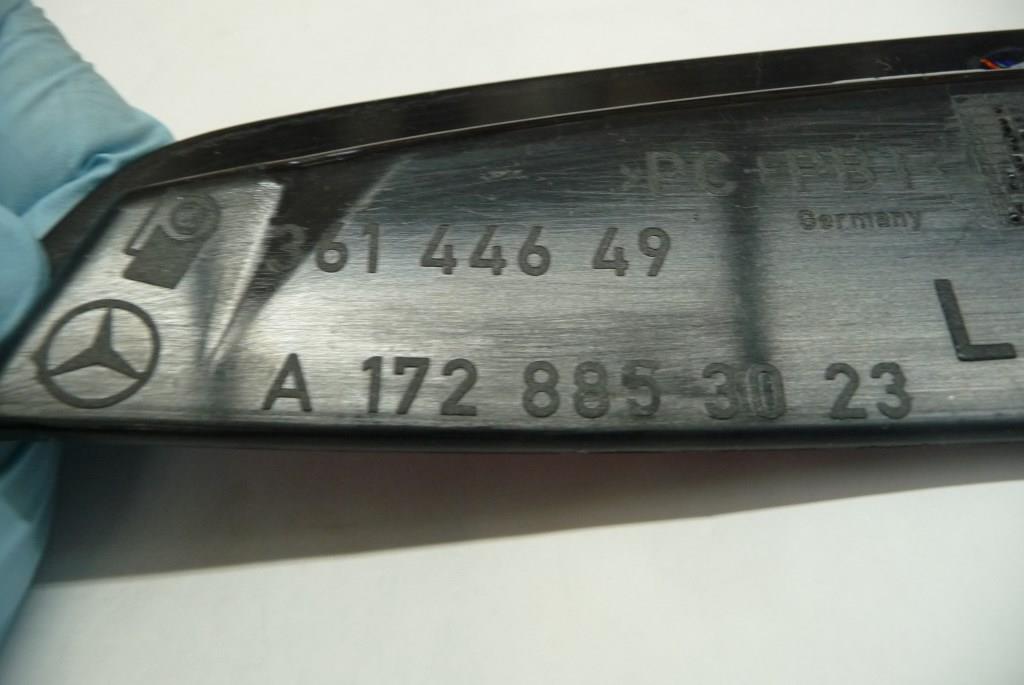 >PC+PBT<
Germany
361 446 49
L
A 172 885 30 23